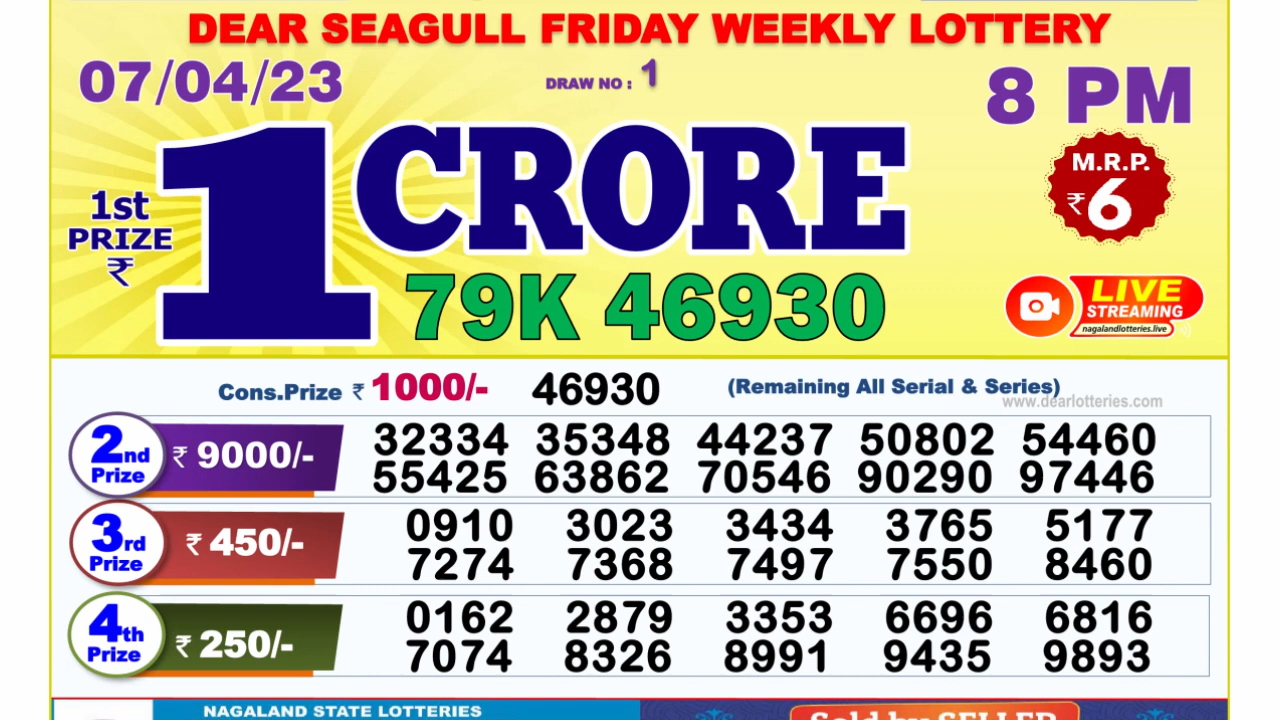 DEAR SEAGULL FRIDAY WEEKLY LOTTERY
07/04/23
DRAW NO : 1
8 PM
1st
PRIZE
₹
1 CRORE
M.R.P.
₹ 6
79K 46930
LIVE
STREAMING
nagalandlotteries.live
Cons.Prize ₹ 1000/- 46930 (Remaining All Serial & Series)
www.dearlotteries.com
2nd
Prize
₹ 9000/-
32334 35348 44237 50802 54460
55425 63862 70546 90290 97446
3rd
Prize
₹ 450/-
0910 3023 3434 3765 5177
7274 7368 7497 7550 8460
4th
Prize
₹ 250/-
0162 2879 3353 6696 6816
7074 8326 8991 9435 9893
NAGALAND STATE LOTTERIES
Sold by SELLER